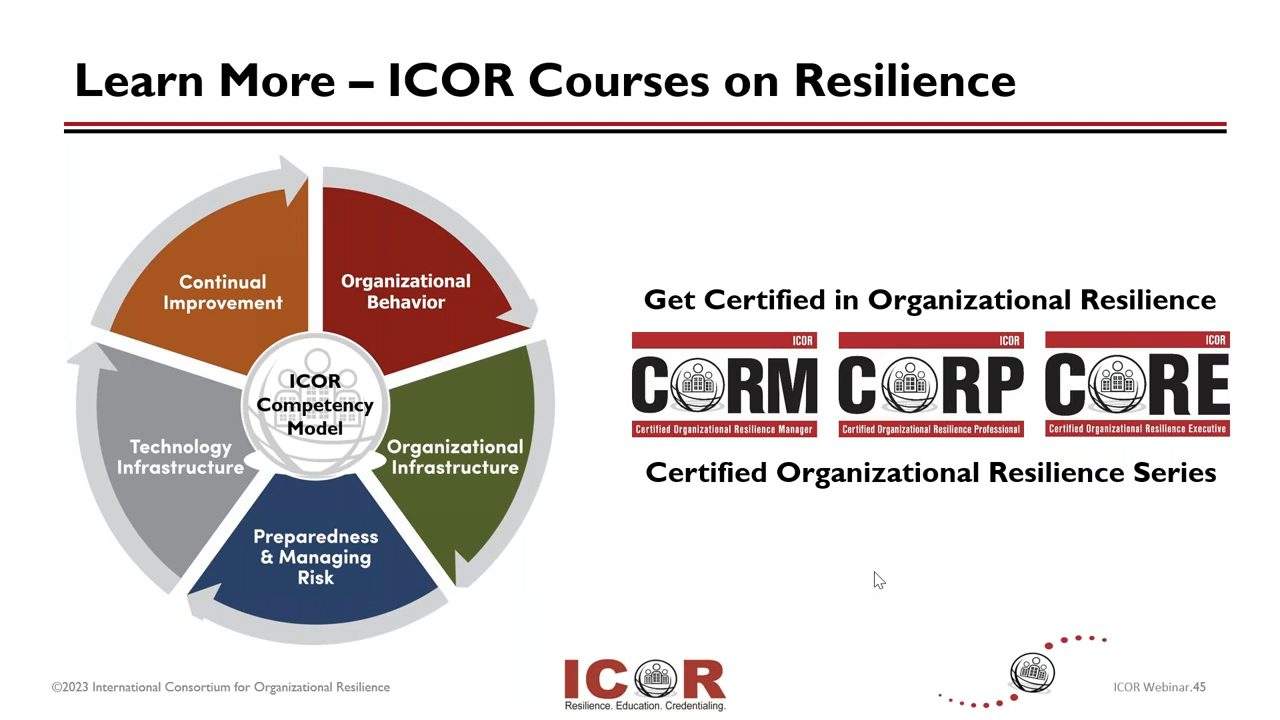 Learn More – ICOR Courses on Resilience
Continual
Improvement
Organizational
Behavior
ICOR
Competency
Model
Technology
Infrastructure
Organizational
Infrastructure
Preparedness
& Managing
Risk
Get Certified in Organizational Resilience
ICOR
CORM
Certified Organizational Resilience Manager
ICOR
CORP
Certified Organizational Resilience Professional
ICOR
CORE
Certified Organizational Resilience Executive
Certified Organizational Resilience Series
©2023 International Consortium for Organizational Resilience
ICOR
Resilience. Education. Credentialing.
ICOR Webinar.45